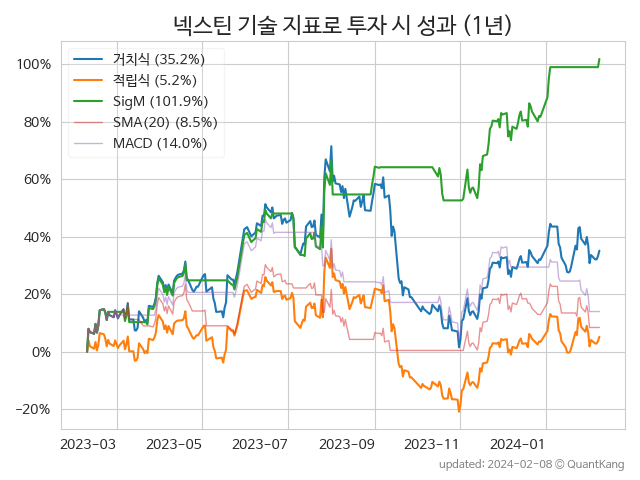 넥스틴 기술 지표로 투자 시 성과 (1년)
거치식 (35.2%)
적립식 (5.2%)
SigM (101.9%)
SMA(20) (8.5%)
MACD (14.0%)
100%
80%
60%
40%
20%
0%
−20%
2023-03 2023-05 2023-07 2023-09 2023-11 2024-01
updated: 2024-02-08 © QuantKang